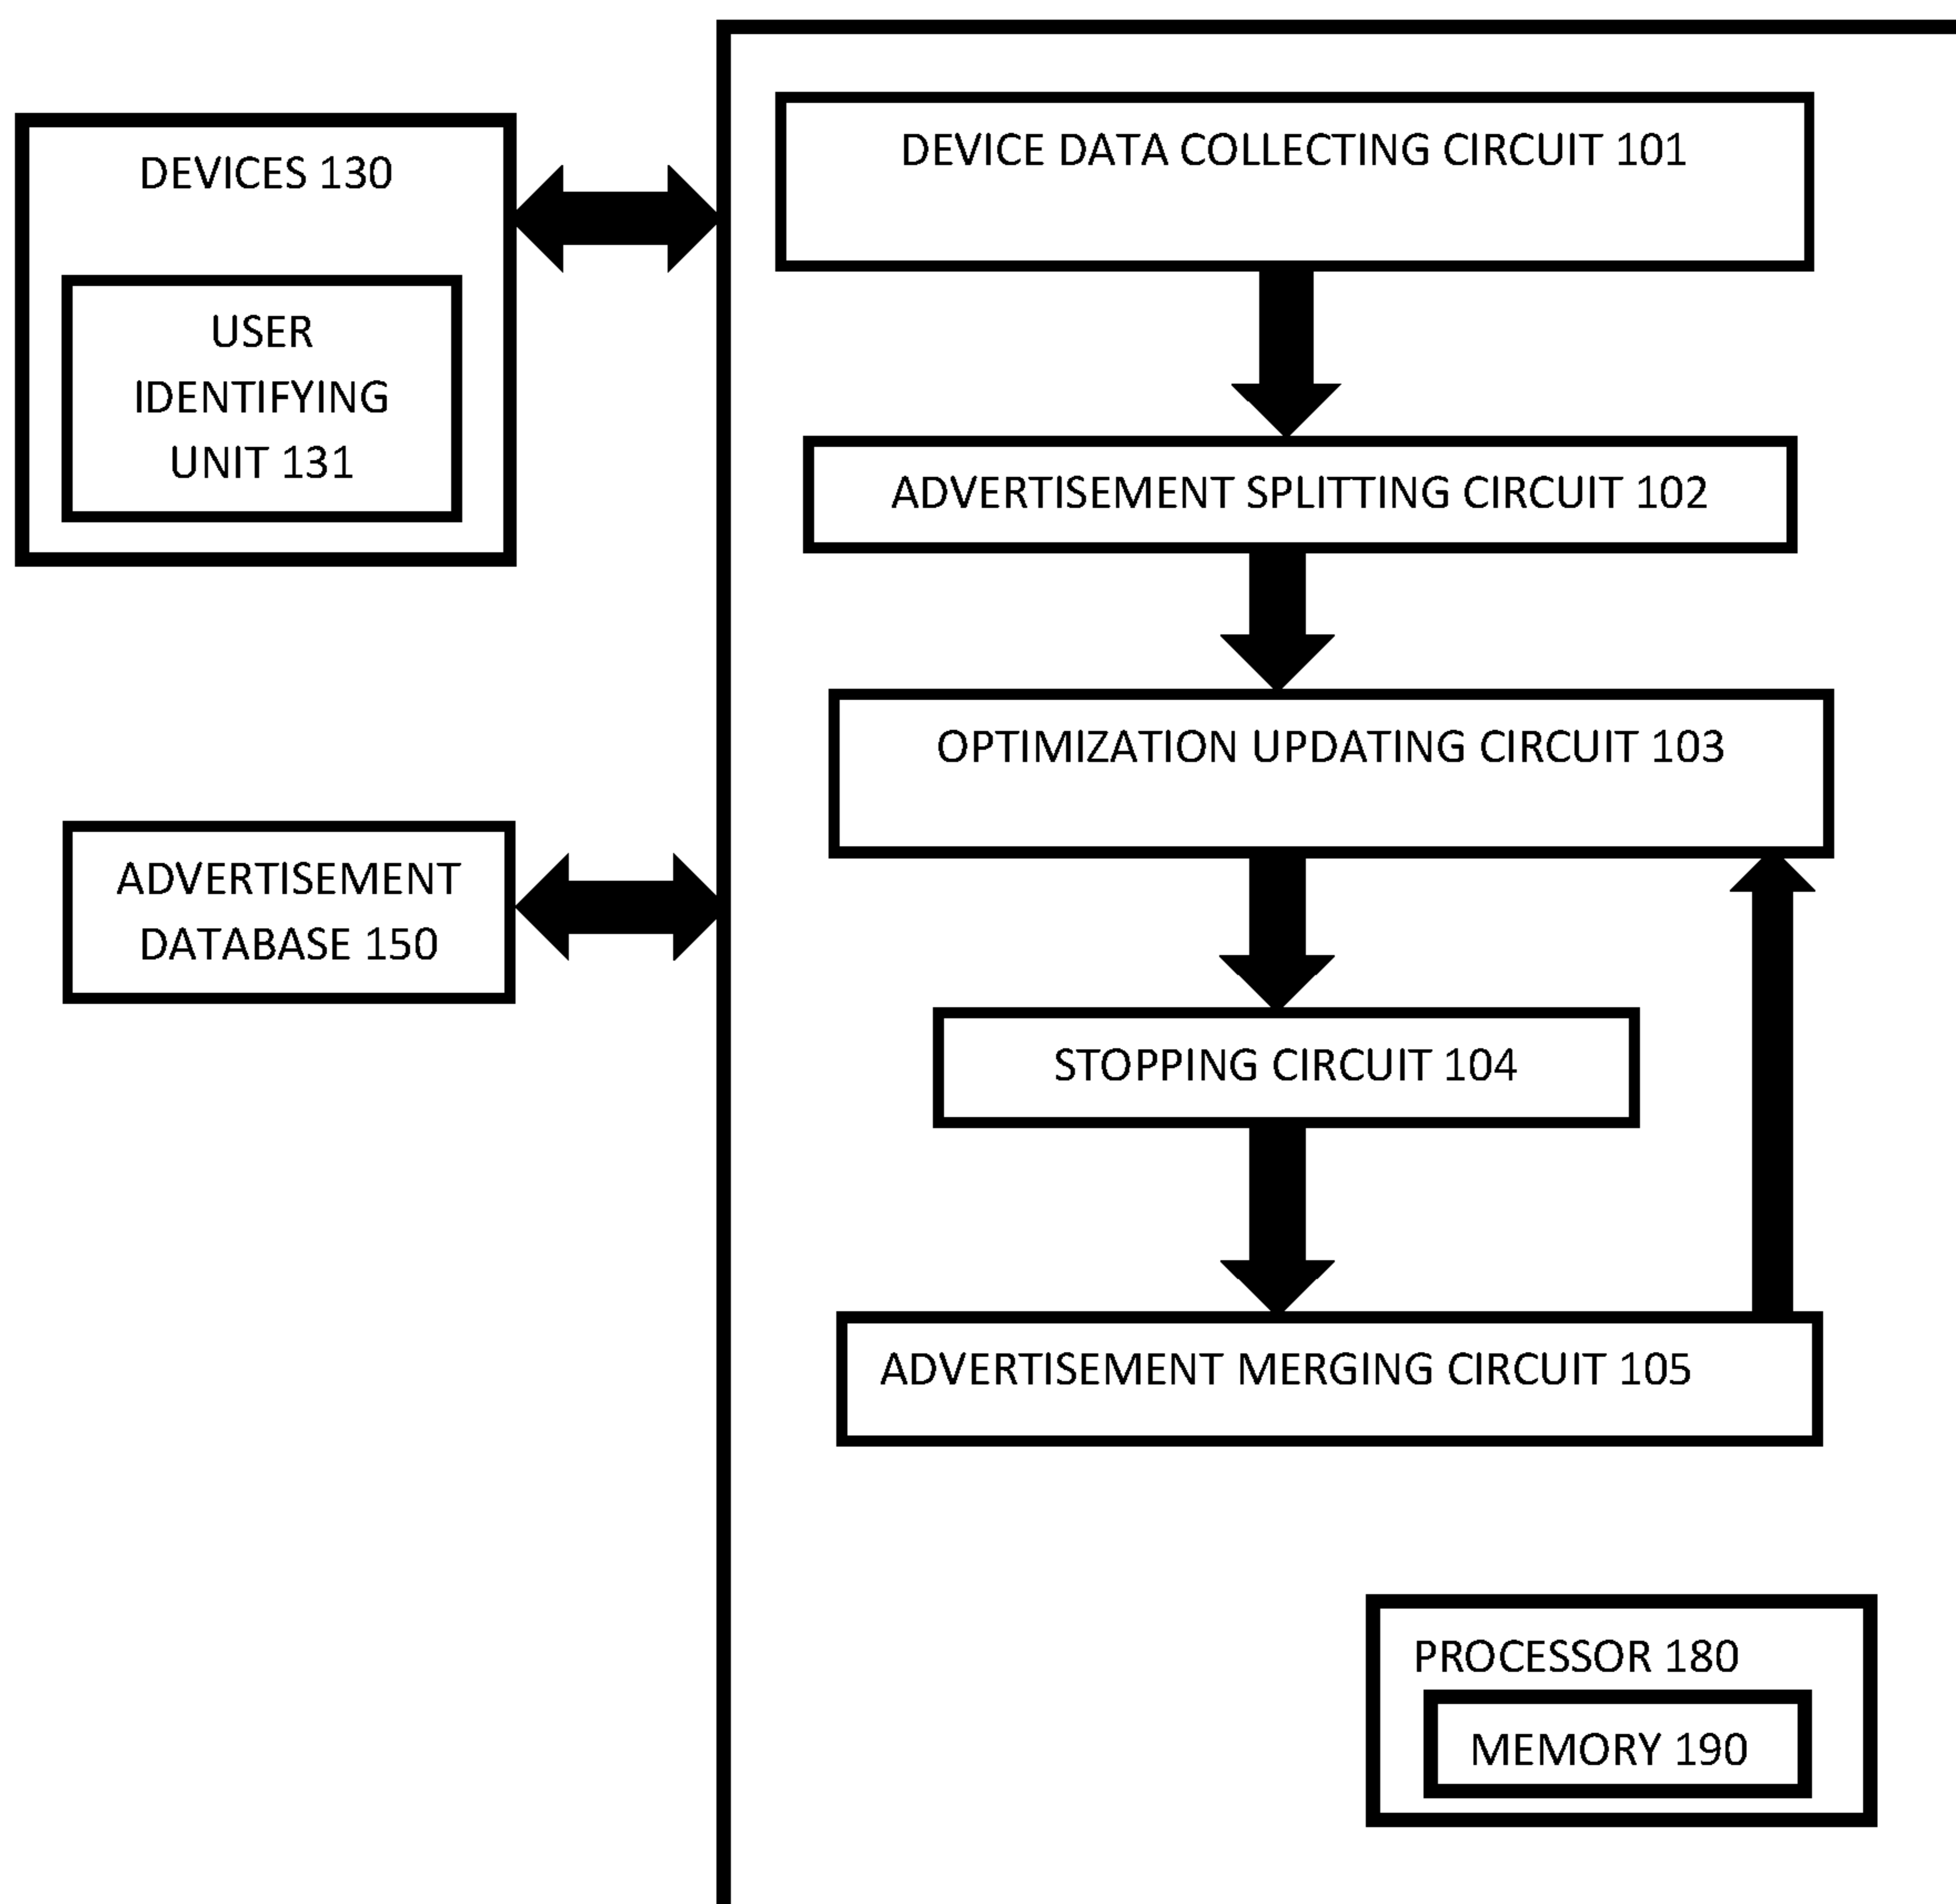 DEVICES 130
USER
IDENTIFYING
UNIT 131
ADVERTISEMENT
DATABASE 150
DEVICE DATA COLLECTING CIRCUIT 101
ADVERTISEMENT SPLITTING CIRCUIT 102
OPTIMIZATION UPDATING CIRCUIT 103
STOPPING CIRCUIT 104
ADVERTISEMENT MERGING CIRCUIT 105
PROCESSOR 180
MEMORY 190